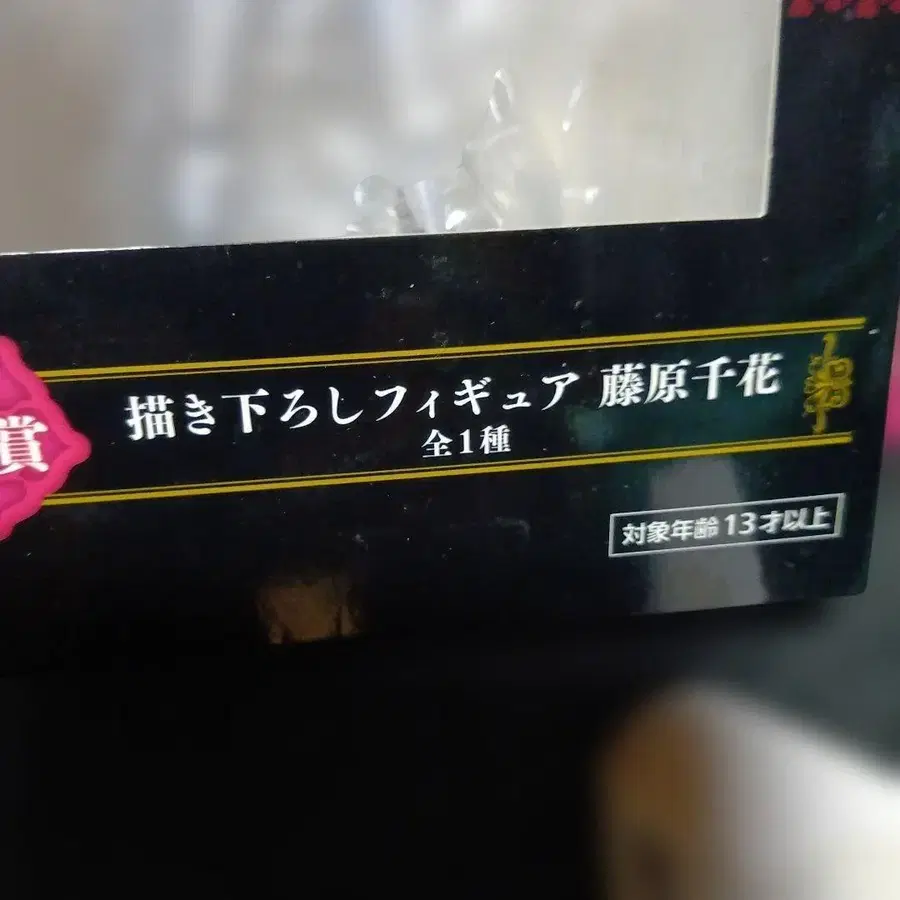 賞
描き下ろしフィギュア 藤原千花
全1種
対象年齢 13才以上